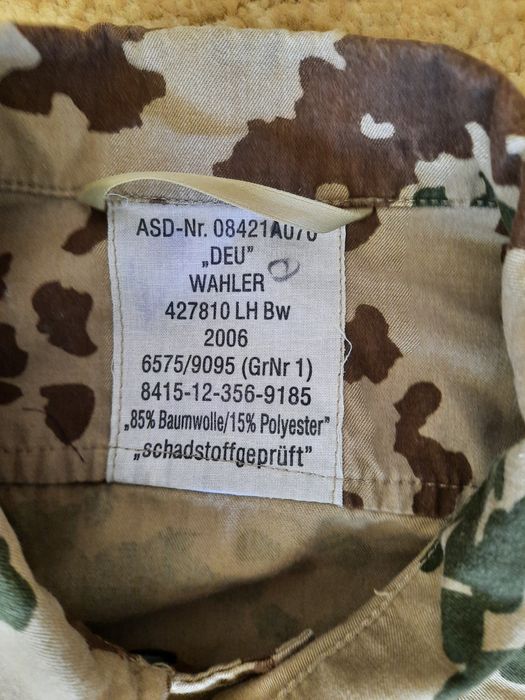 ASD-Nr. 08421A070
„DEU"
WAHLER
427810 LH Bw
2006
6575/9095 (GrNr 1)
8415-12-356-9185
„85% Baumwolle/15% Polyester"
„schadstoffgeprüft"